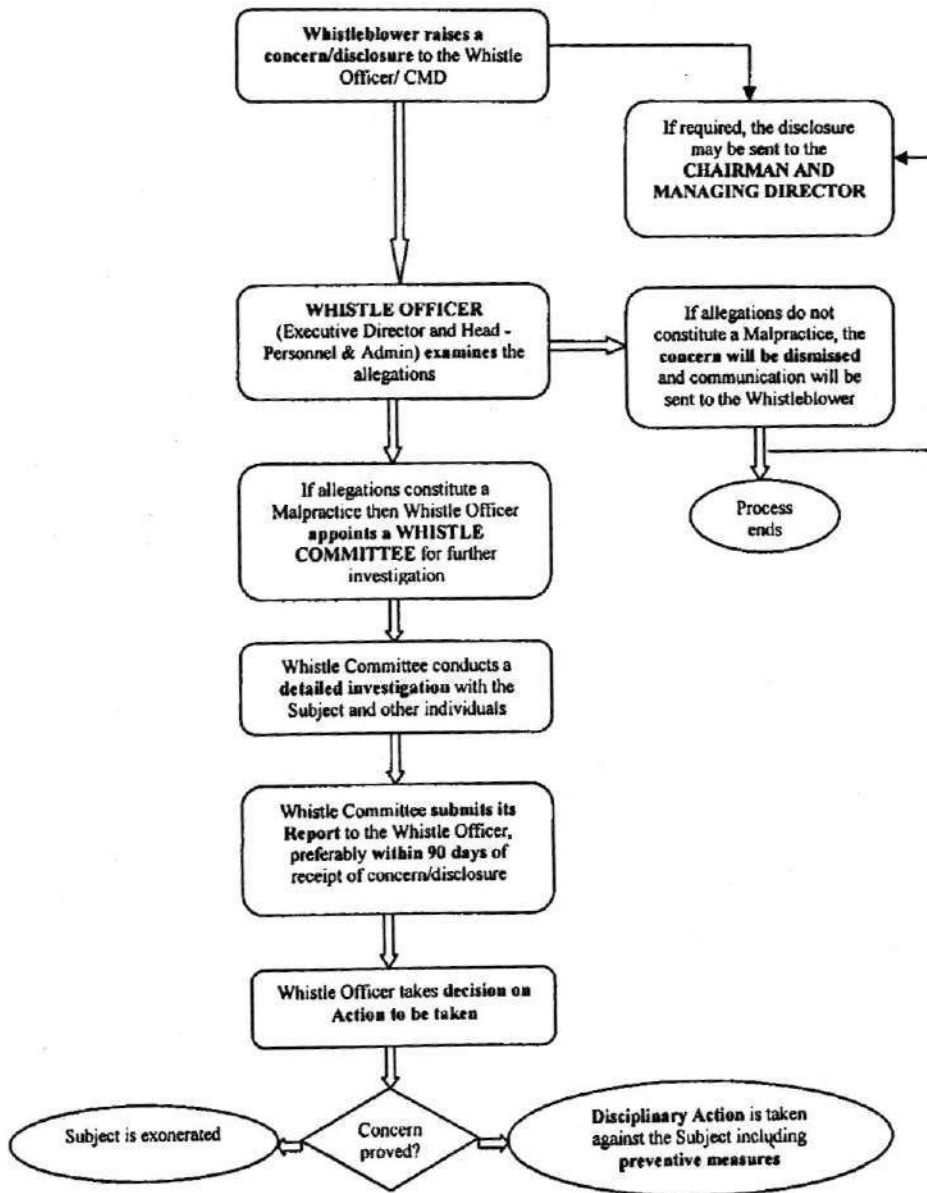 Whistleblower raises a
concern/disclosure to the Whistle
Officer/ CMD
If required, the disclosure
may be sent to the
CHAIRMAN AND
MANAGING DIRECTOR
WHISTLE OFFICER
(Executive Director and Head -
Personnel & Admin) examines the
allegations
If allegations do not
constitute a Malpractice, the
concern will be dismissed
and communication will be
sent to the Whistleblower
Process
ends
If allegations constitute a
Malpractice then Whistle Officer
appoints a WHISTLE
COMMITTEE for further
investigation
Whistle Committee conducts a
detailed investigation with the
Subject and other individuals
Whistle Committee submits its
Report to the Whistle Officer,
preferably within 90 days of
receipt of concern/disclosure
Whistle Officer takes decision on
Action to be taken
Concern
proved?
Subject is exonerated
Disciplinary Action is taken
against the Subject including
preventive measures